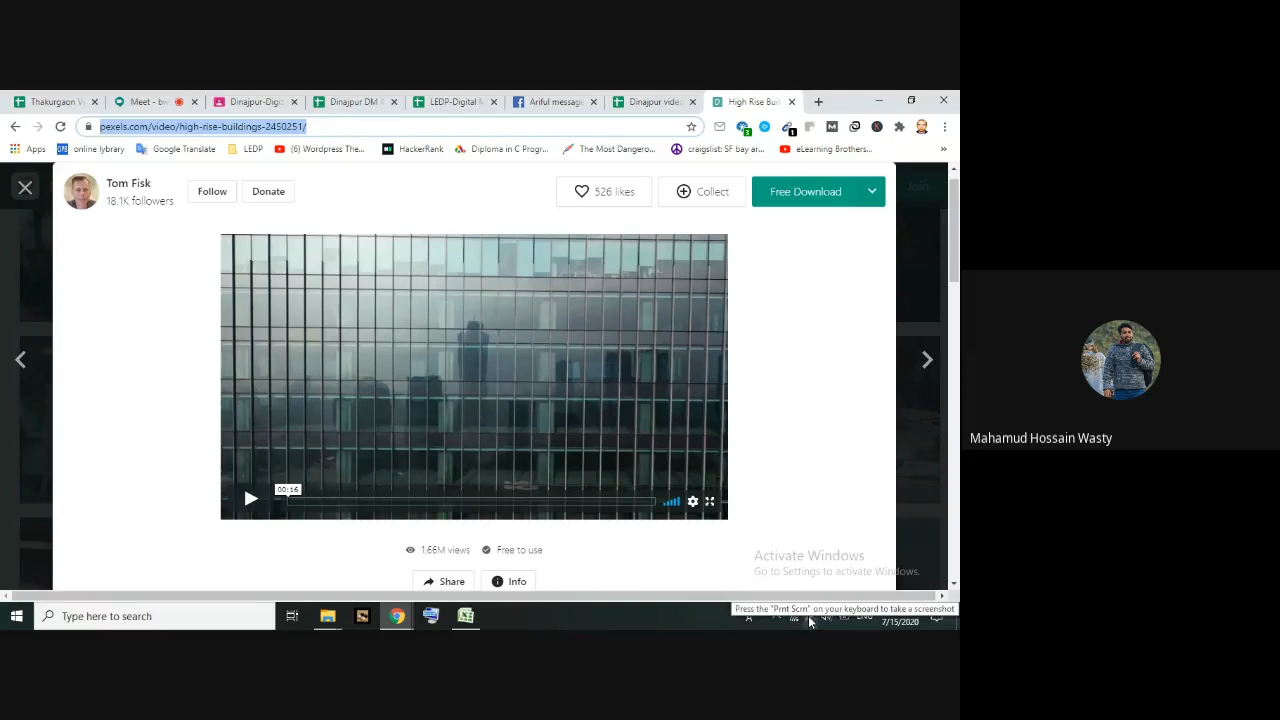 Thakurgaon V
Meet - bw
Dinajpur-Digi
Dinajpur DM
LEDP-Digital M
Ariful message
Dinajpur video
High Rise Bui
pexels.com/video/high-rise-buildings-2450251/
Apps
online lybrary
Google Translate
LEDP
(6) Wordpress The...
HackerRank
Diploma in C Progr...
The Most Dangero...
craigslist: SF bay ar...
eLearning Brothers...
Tom Fisk
18.1K followers
Follow
Donate
526 likes
Collect
Free Download
Join
00:16
1.66M views
Free to use
Share
Info
Activate Windows
Go to Settings to activate Windows.
Mahamud Hossain Wasty
Press the "Prnt Scrn" on your keyboard to take a screenshot
Type here to search
7/15/2020